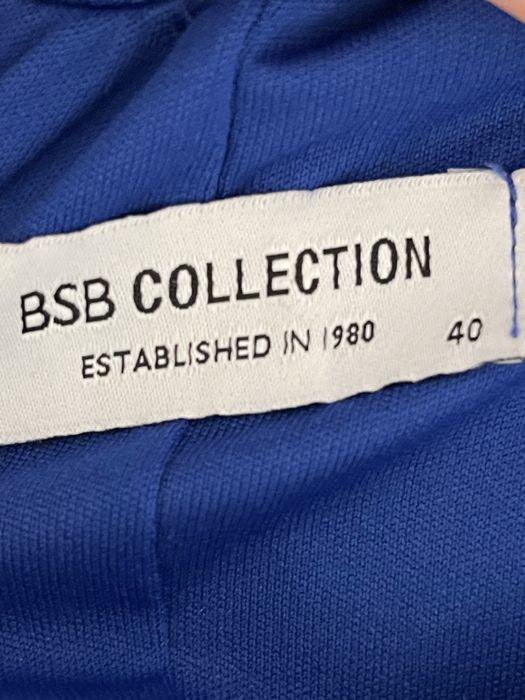 BSB COLLECTION
ESTABLISHED IN 1980 40